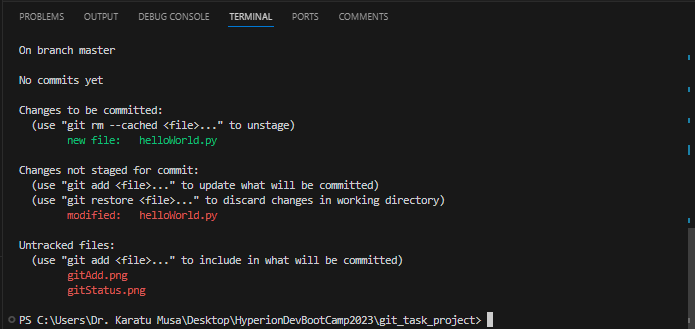 PROBLEMS OUTPUT DEBUG CONSOLE TERMINAL PORTS COMMENTS
On branch master
No commits yet
Changes to be committed:
(use "git rm --cached <file>..." to unstage)
new file: helloWorld.py
Changes not staged for commit:
(use "git add <file>..." to update what will be committed)
(use "git restore <file>..." to discard changes in working directory)
modified: helloWorld.py
Untracked files:
(use "git add <file>..." to include in what will be committed)
gitAdd.png
gitStatus.png
PS C:\Users\Dr. Karatu Musa\Desktop\HyperionDevBootCamp2023\git_task_project>